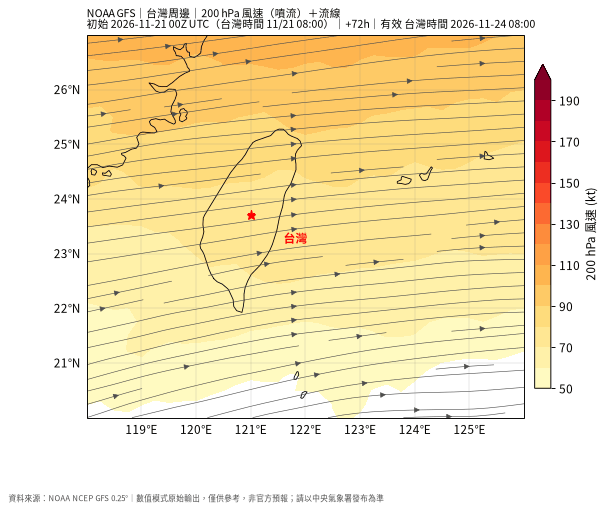 NOAA GFS｜台灣周邊｜200 hPa 風速（噴流）＋流線
初始 2026-11-21 00Z UTC（台灣時間 11/21 08:00）｜+72h｜有效 台灣時間 2026-11-24 08:00
26°N
25°N
24°N
23°N
22°N
21°N
台灣
119°E 120°E 121°E 122°E 123°E 124°E 125°E
190
170
150
130
110
90
70
50
200 hPa 風速 (kt)
資料來源：NOAA NCEP GFS 0.25°｜數值模式原始輸出，僅供參考，非官方預報；請以中央氣象署發布為準